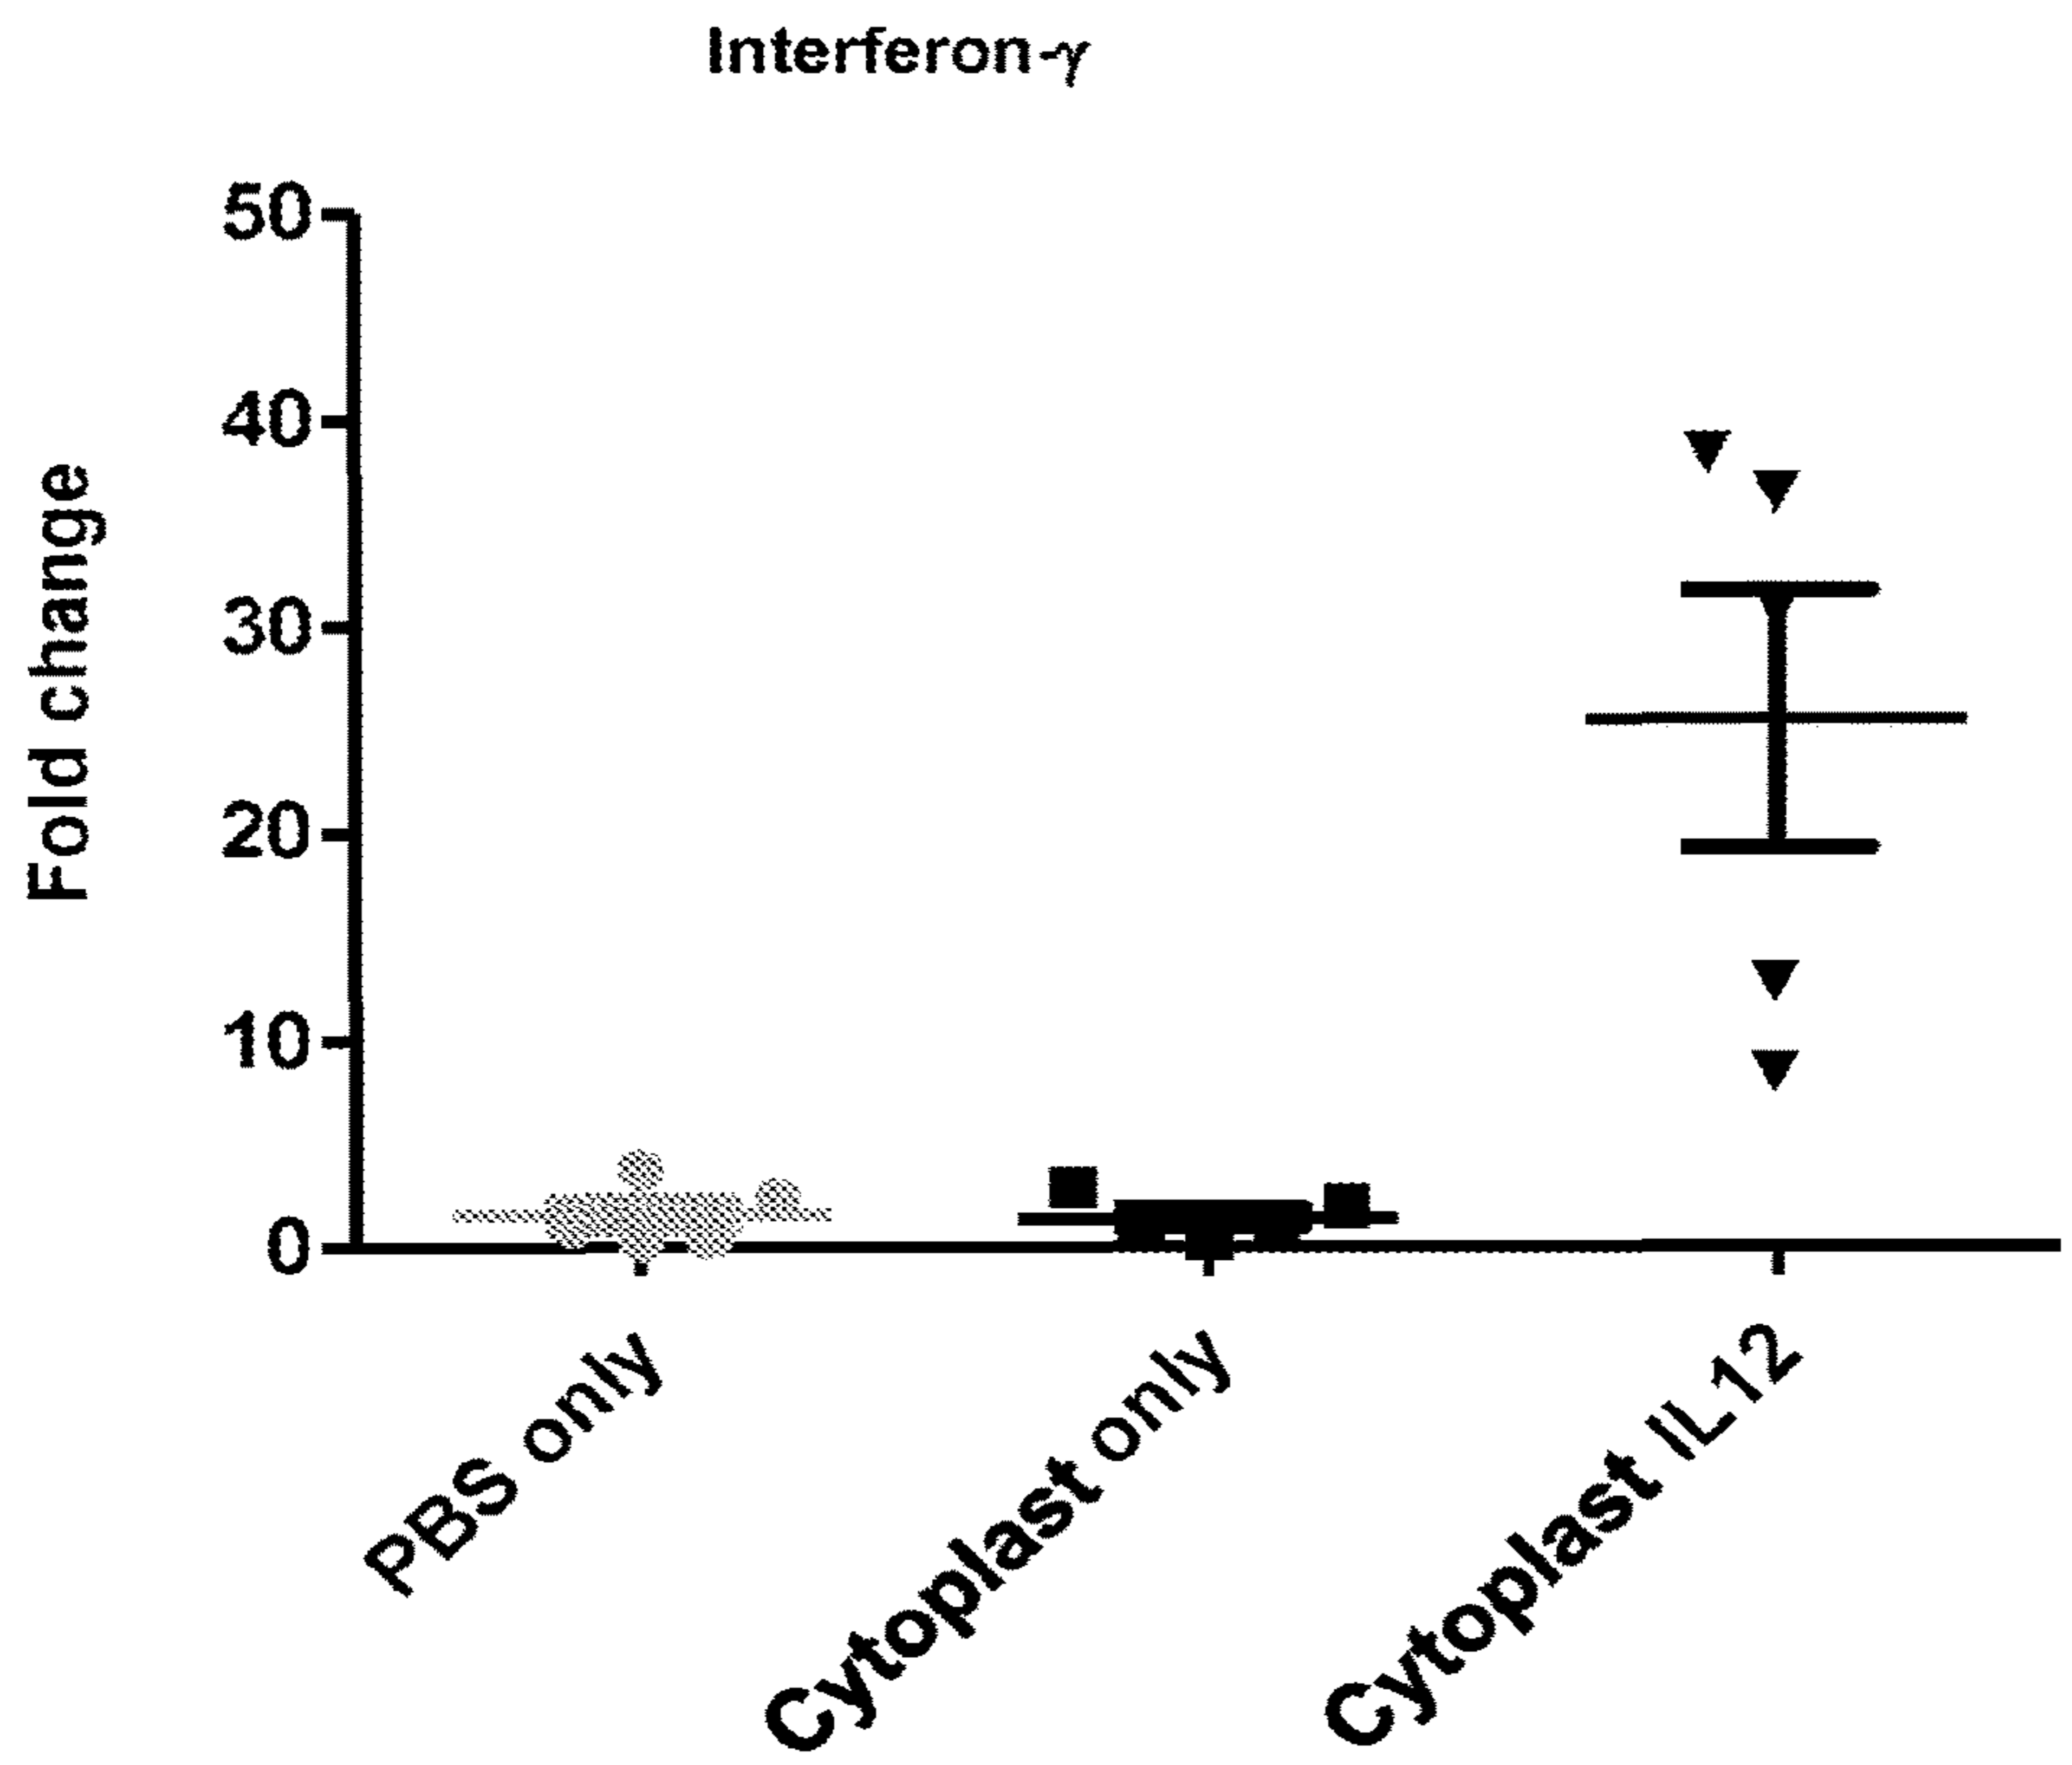 Interferon-γ
Fold change
50
40
30
20
10
0
PBS only
Cytoplast only
Cytoplast IL12